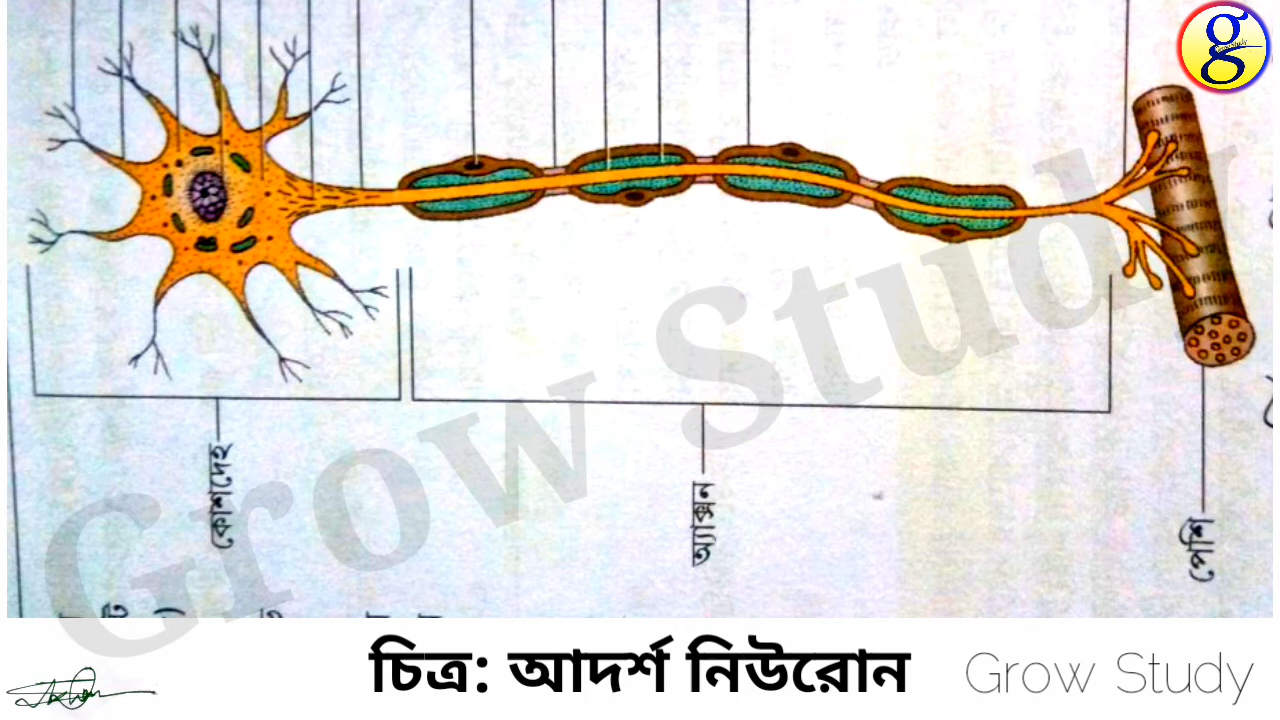 কোশদেহ
অ্যাক্সন
পেশি
Grow Study
চিত্র: আদর্শ নিউরোন
Grow Study
g